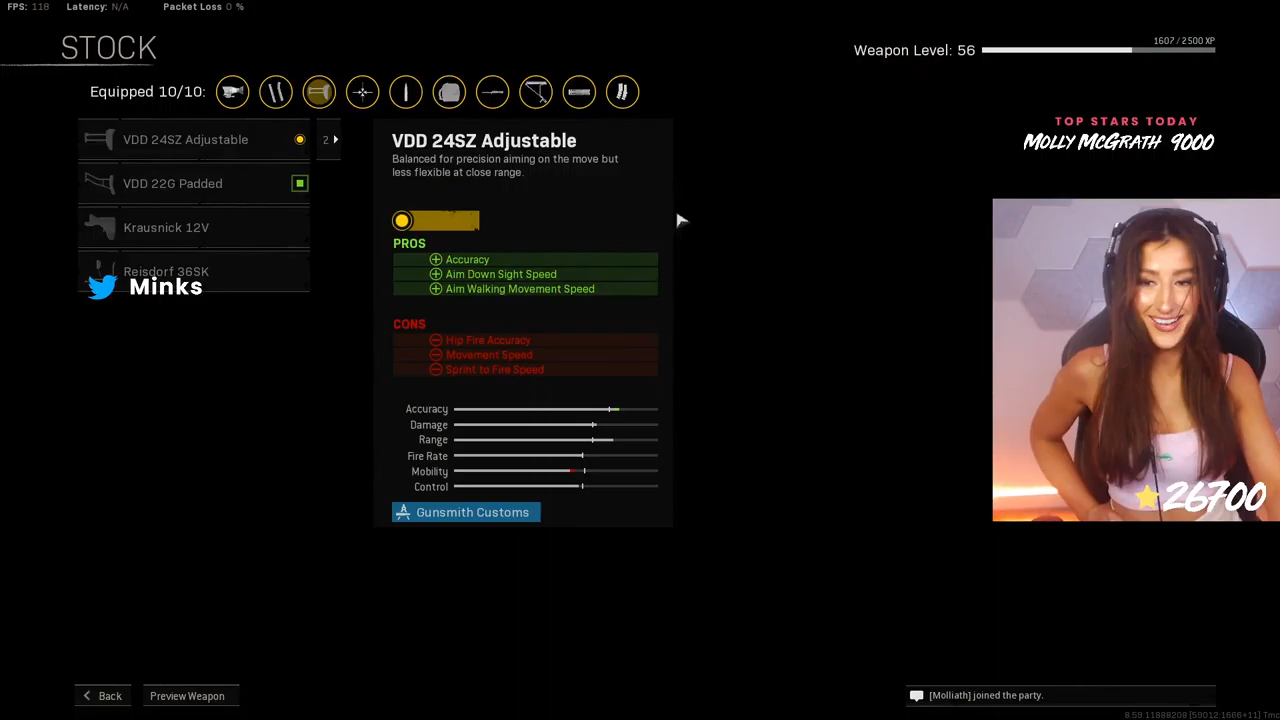 FPS: 118 Latency: N/A Packet Loss 0 %
STOCK
Weapon Level: 56
1607 / 2500 XP
Equipped 10/10:
VDD 24SZ Adjustable
2
VDD 22G Padded
Krausnick 12V
Reisdorf 36SK
Minks
VDD 24SZ Adjustable
Balanced for precision aiming on the move but
less flexible at close range.
PROS
Accuracy
Aim Down Sight Speed
Aim Walking Movement Speed
CONS
Hip Fire Accuracy
Movement Speed
Sprint to Fire Speed
Accuracy
Damage
Range
Fire Rate
Mobility
Control
Gunsmith Customs
TOP STARS TODAY
MOLLY MCGRATH 9000
26700
Back
Preview Weapon
[Molliath] joined the party.